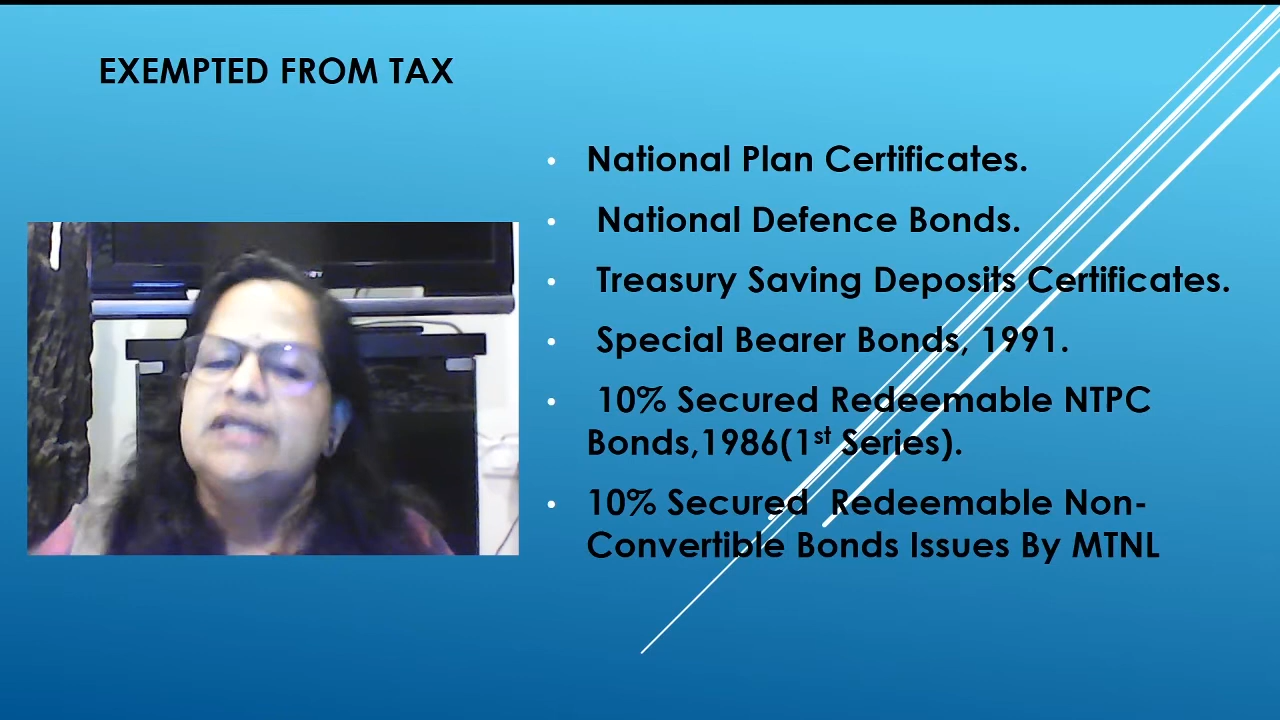 EXEMPTED FROM TAX
• National Plan Certificates.
• National Defence Bonds.
• Treasury Saving Deposits Certificates.
• Special Bearer Bonds, 1991.
• 10% Secured Redeemable NTPC
Bonds,1986(1st Series).
• 10% Secured Redeemable Non-
Convertible Bonds Issues By MTNL